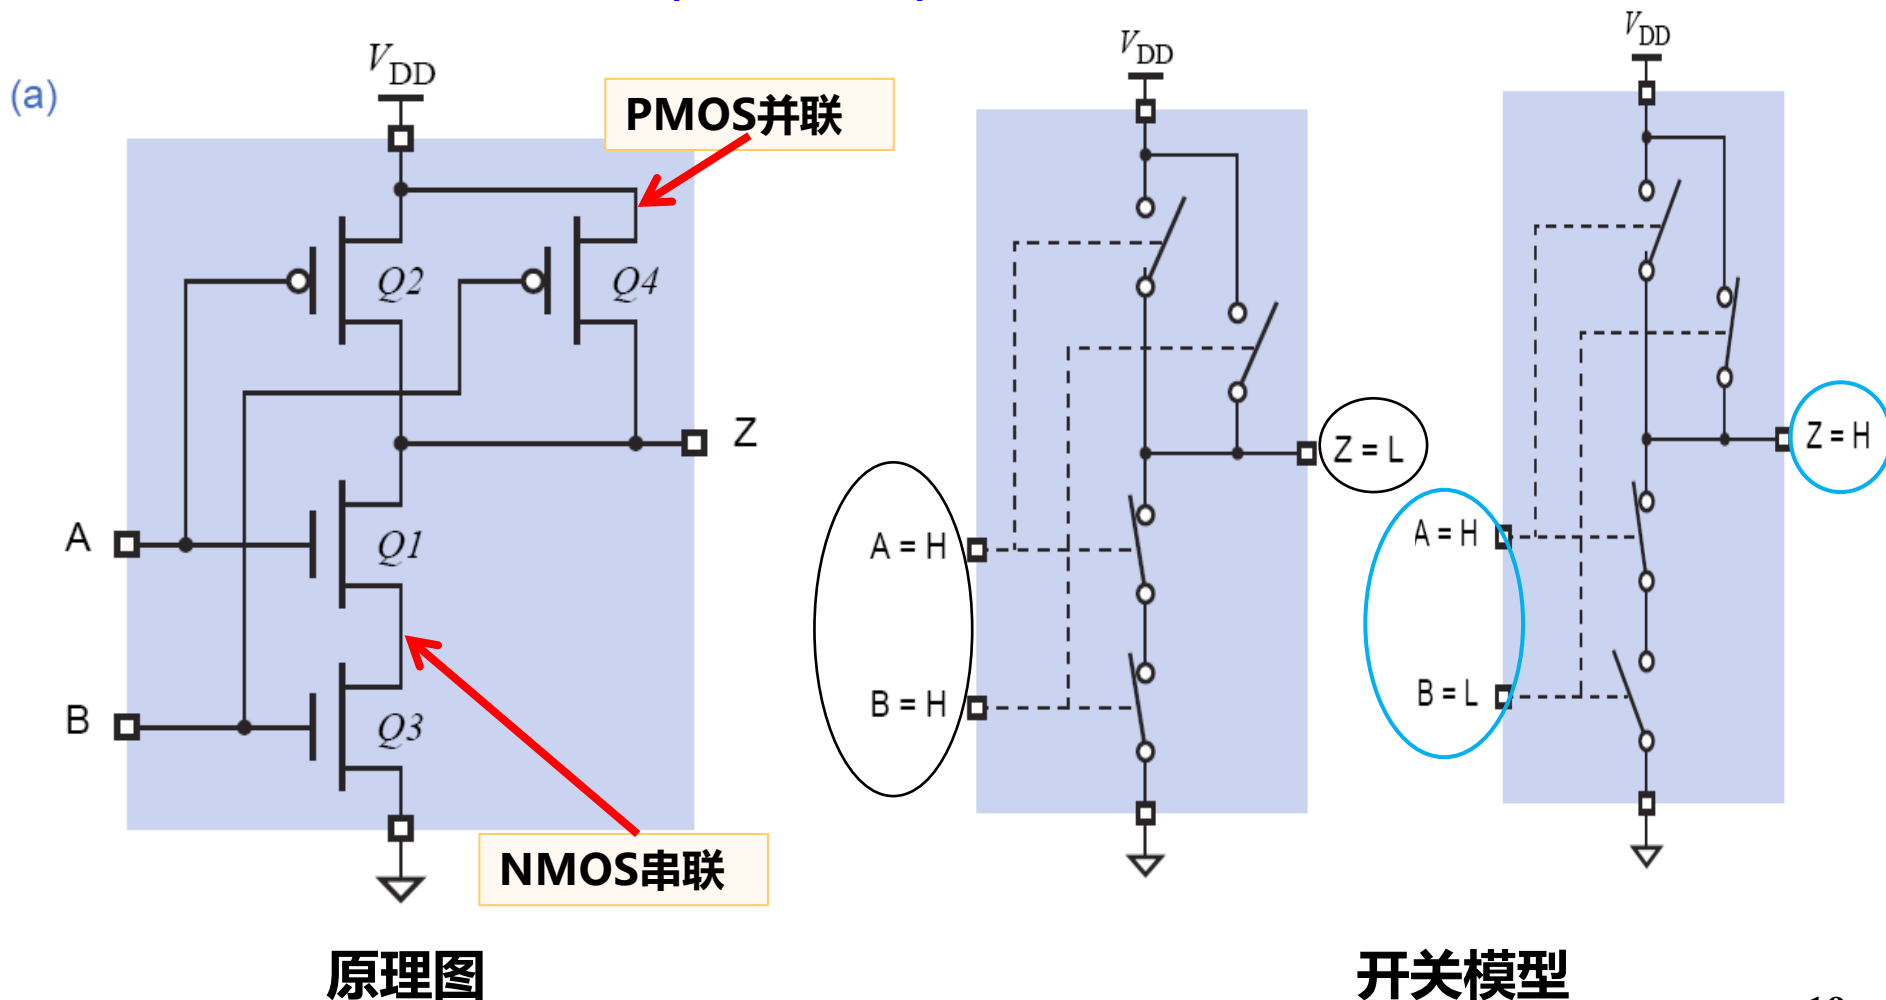 (a)
VDD
PMOS并联
Q2
Q4
Z
A
Q1
B
Q3
NMOS串联
原理图
VDD
Z = L
A = H
B = H
VDD
Z = H
A = H
B = L
开关模型